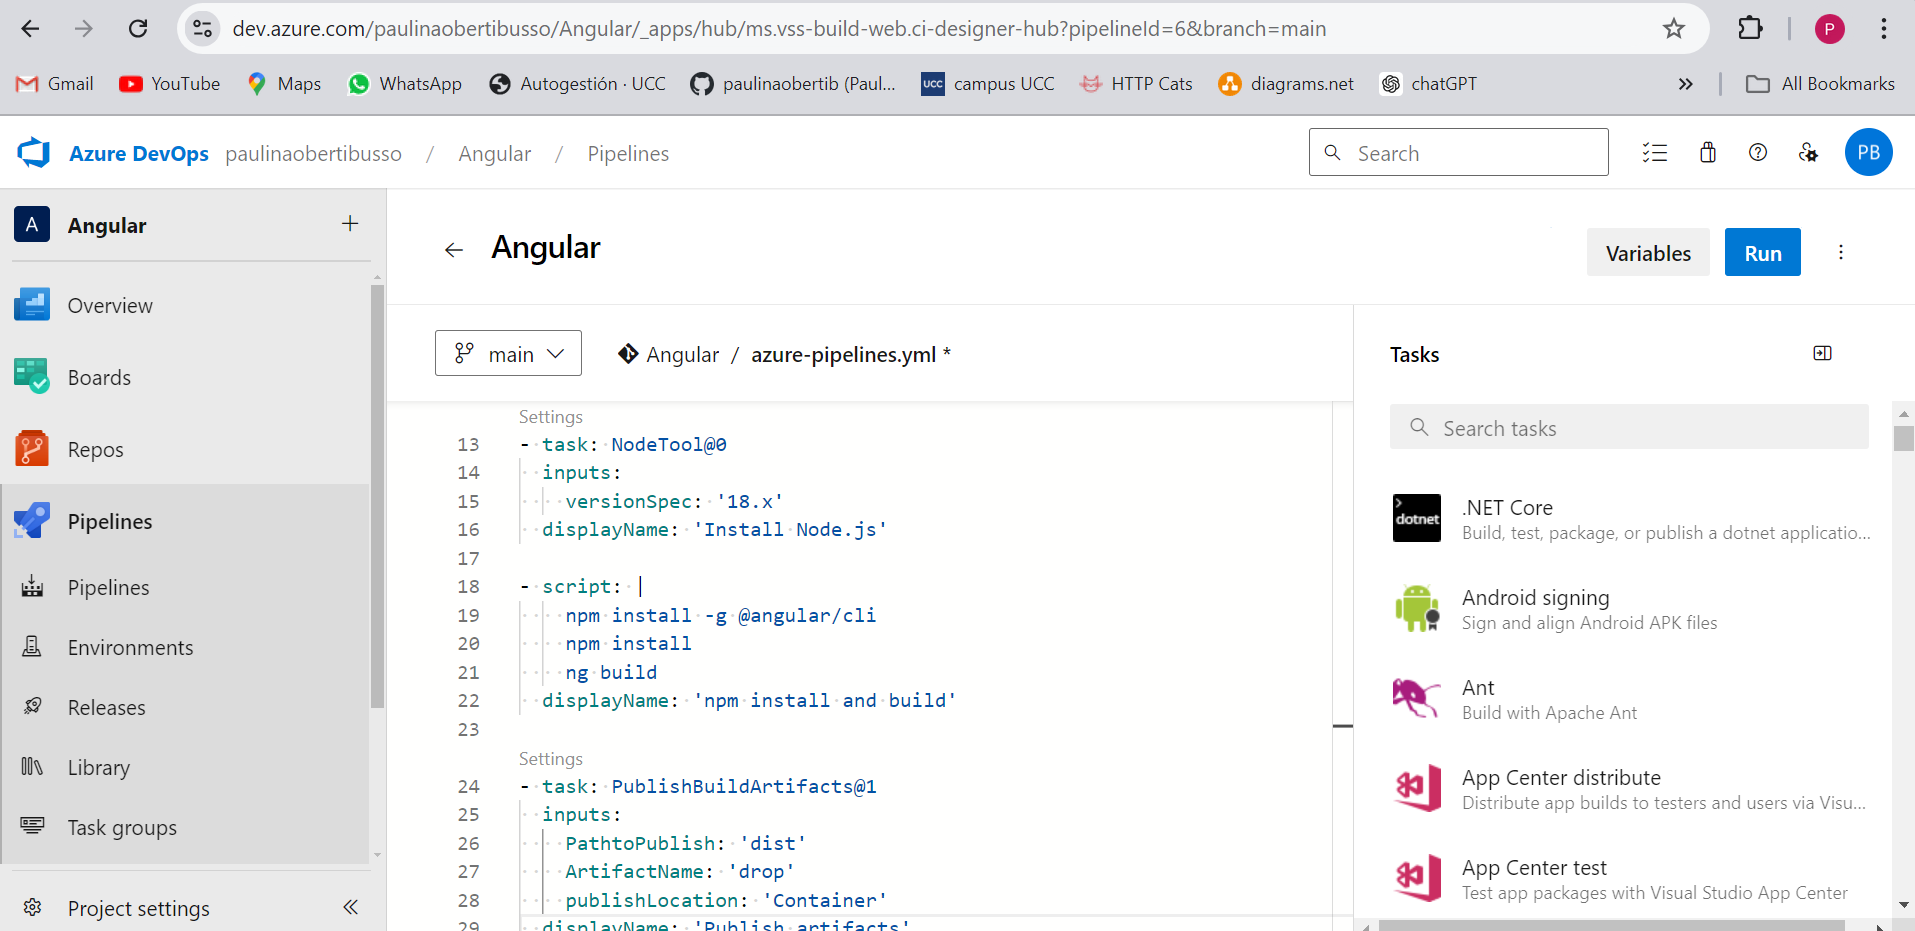 dev.azure.com/paulinaobertibusso/Angular/_apps/hub/ms.vss-build-web.ci-designer-hub?pipelineId=6&branch=main
P
Gmail YouTube Maps WhatsApp Autogestión · UCC paulinaobertib (Paul... UCC campus UCC HTTP Cats diagrams.net chatGPT » All Bookmarks
Azure DevOps paulinaobertibusso / Angular / Pipelines
Search
PB
A Angular +
Overview
Boards
Repos
Pipelines
Pipelines
Environments
Releases
Library
Task groups
Project settings
Angular
Variables
Run
main
Angular / azure-pipelines.yml *
Settings
13 - task: NodeTool@0
14 inputs:
15 versionSpec: '18.x'
16 displayName: 'Install Node.js'
17
18 - script: |
19 npm install -g @angular/cli
20 npm install
21 ng build
22 displayName: 'npm install and build'
23
Settings
24 - task: PublishBuildArtifacts@1
25 inputs:
26 PathtoPublish: 'dist'
27 ArtifactName: 'drop'
28 publishLocation: 'Container'
29 displayName: 'Publish artifacts'
Tasks
Search tasks
dotnet
.NET Core
Build, test, package, or publish a dotnet applicatio...
Android signing
Sign and align Android APK files
Ant
Build with Apache Ant
App Center distribute
Distribute app builds to testers and users via Visu...
App Center test
Test app packages with Visual Studio App Center